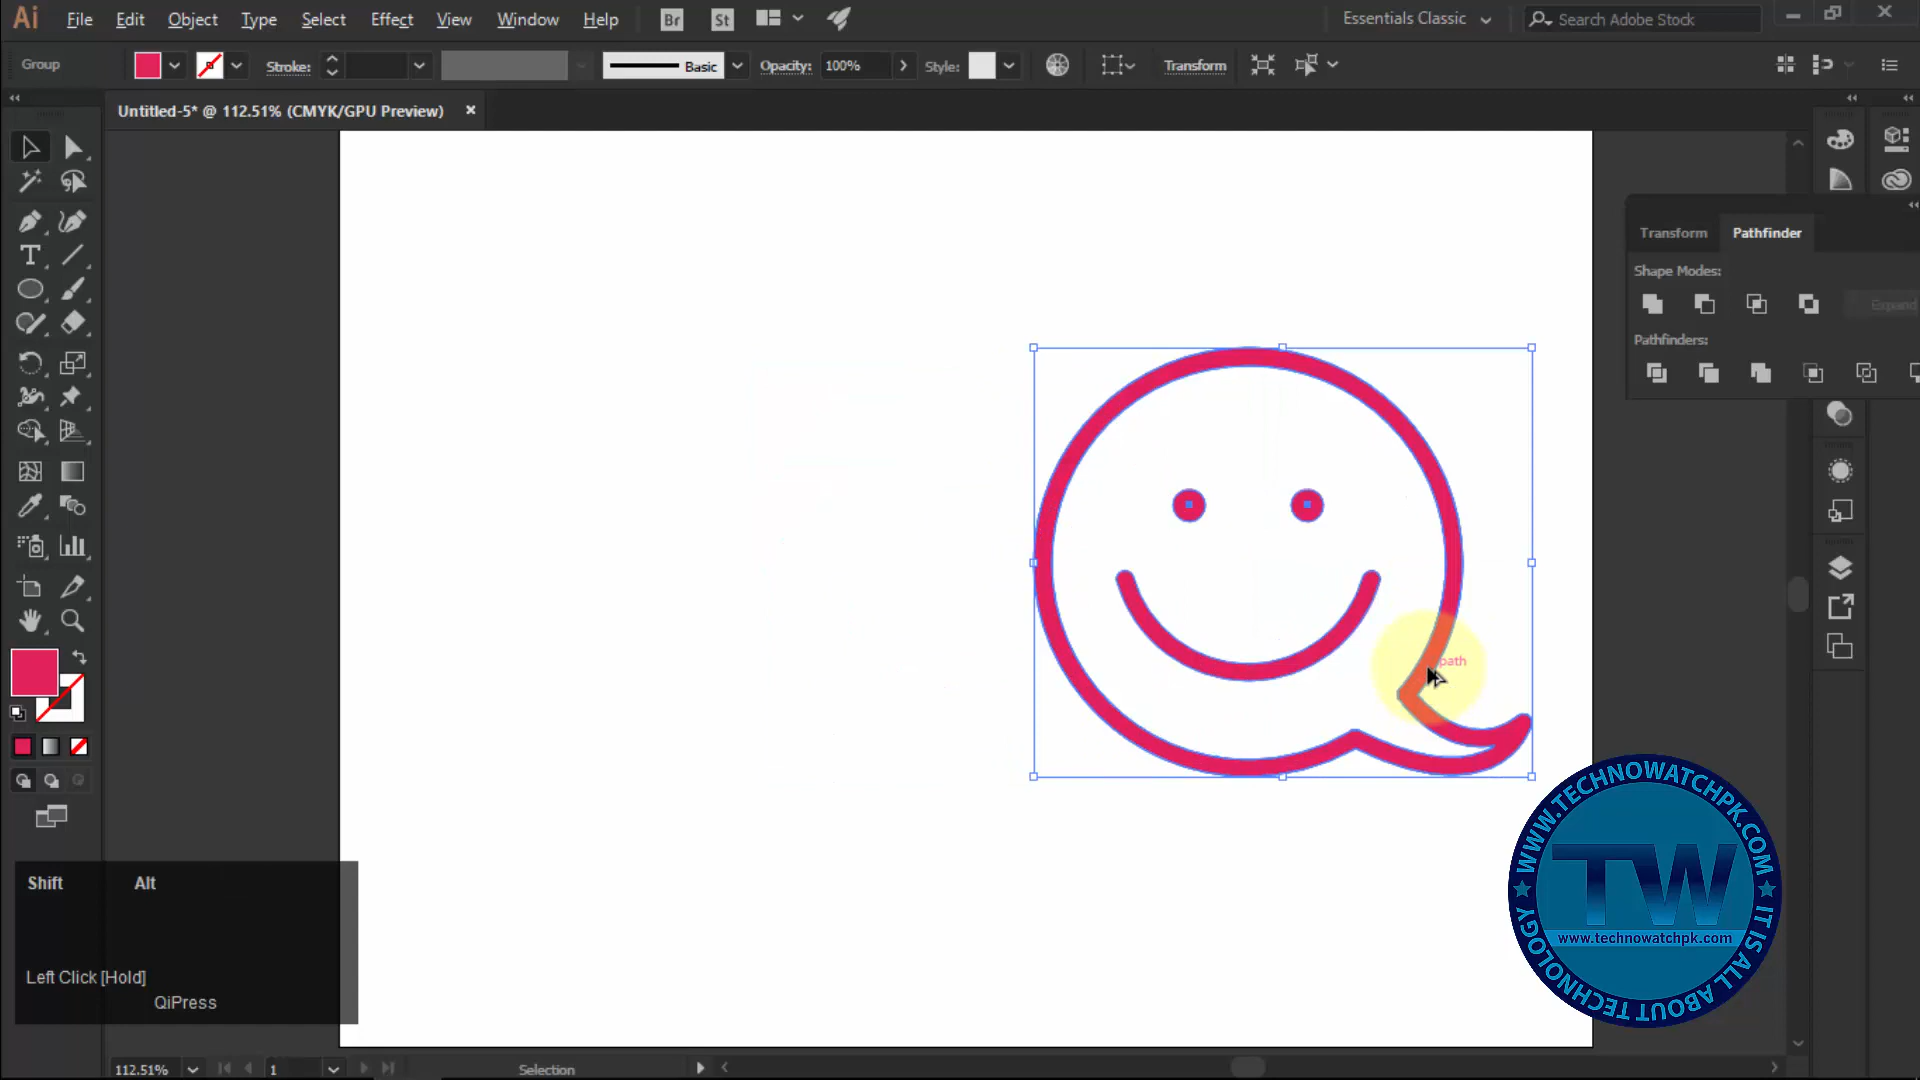 Ai File Edit Object Type Select Effect View Window Help Br St Essentials Classic Search Adobe Stock
Group Stroke: Basic Opacity: 100% Style: Transform
Untitled-5* @ 112.51% (CMYK/GPU Preview)
Transform Pathfinder
Shape Modes:
Expand
Pathfinders:
path
Shift Alt
Left Click [Hold]
QiPress
WWW.TECHNOWATCHPK.COM
TW
www.technowatchpk.com
IT IS ALL ABOUT TECHNOLOGY
112.51% 1 Selection